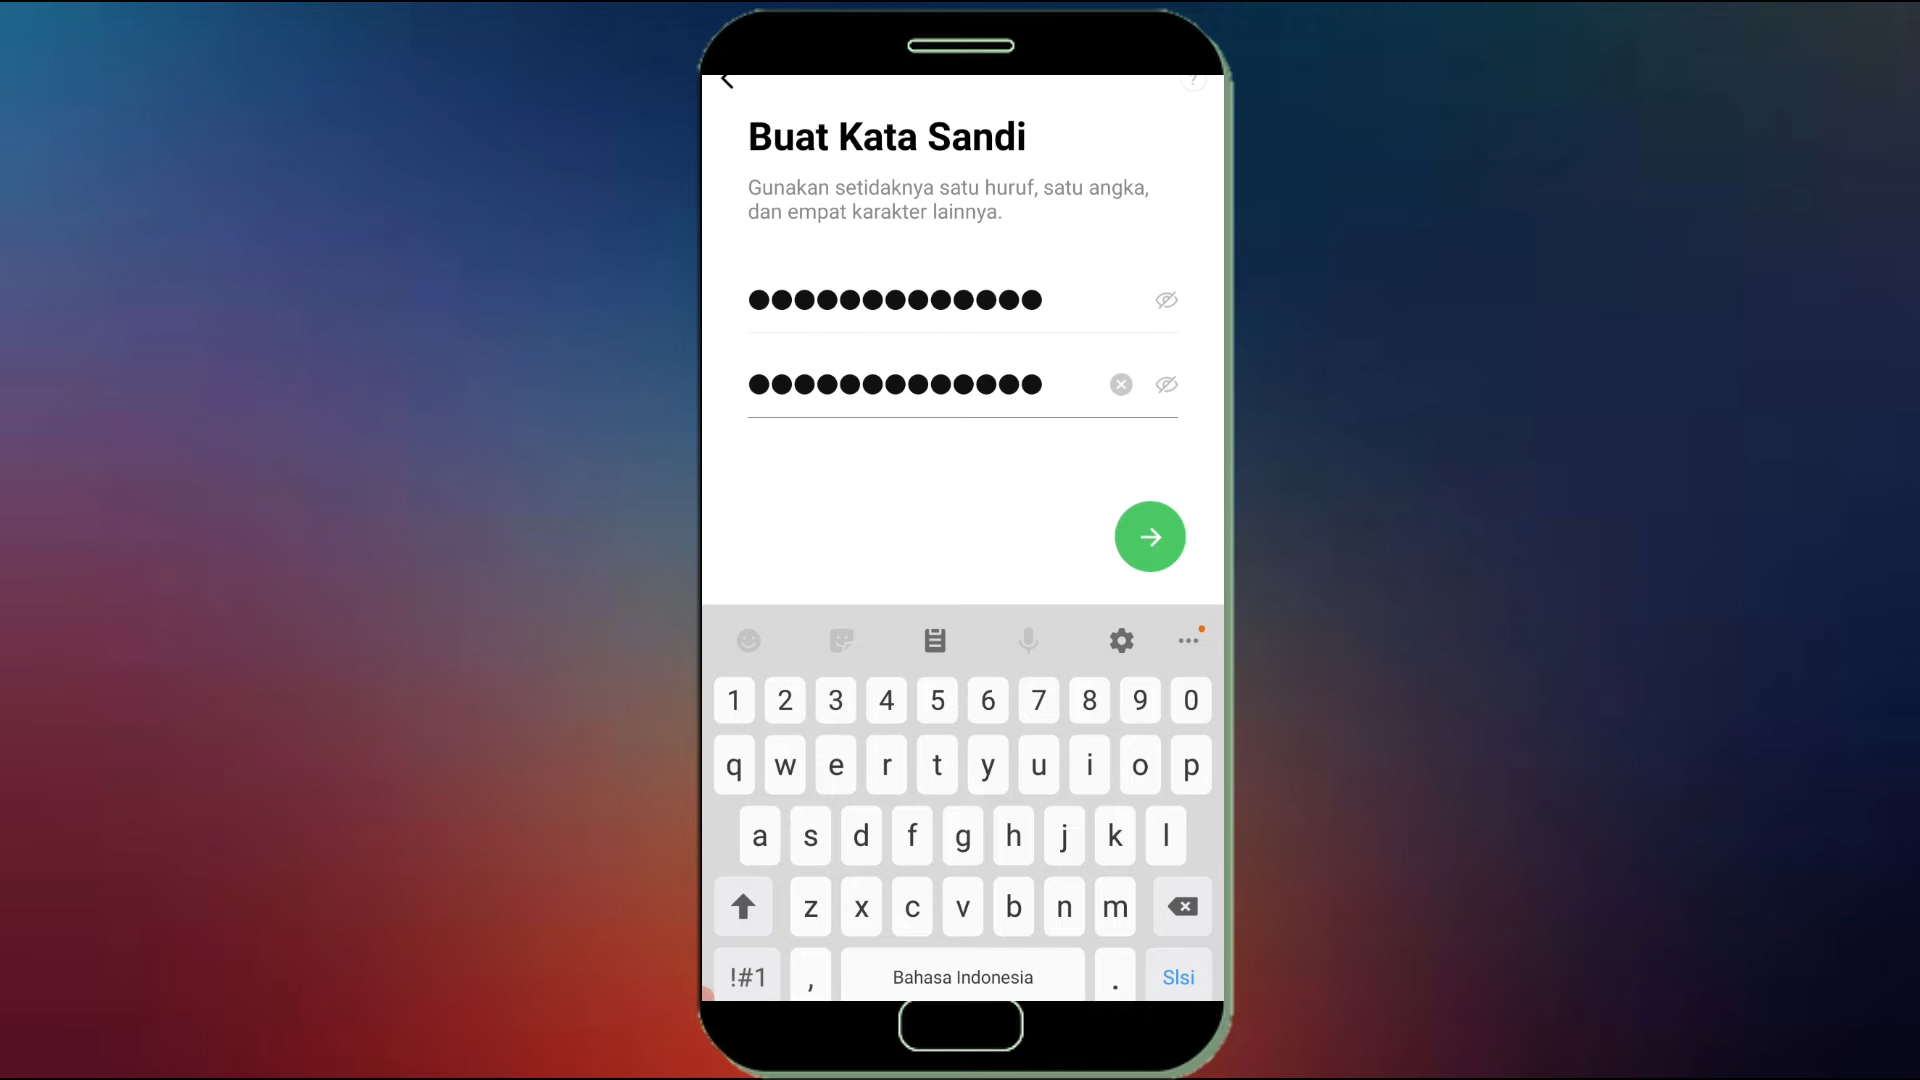 ?
Buat Kata Sandi
Gunakan setidaknya satu huruf, satu angka,
dan empat karakter lainnya.
1 2 3 4 5 6 7 8 9 0
q w e r t y u i o p
a s d f g h j k l
z x c v b n m
!#1 , Bahasa Indonesia . Slsi